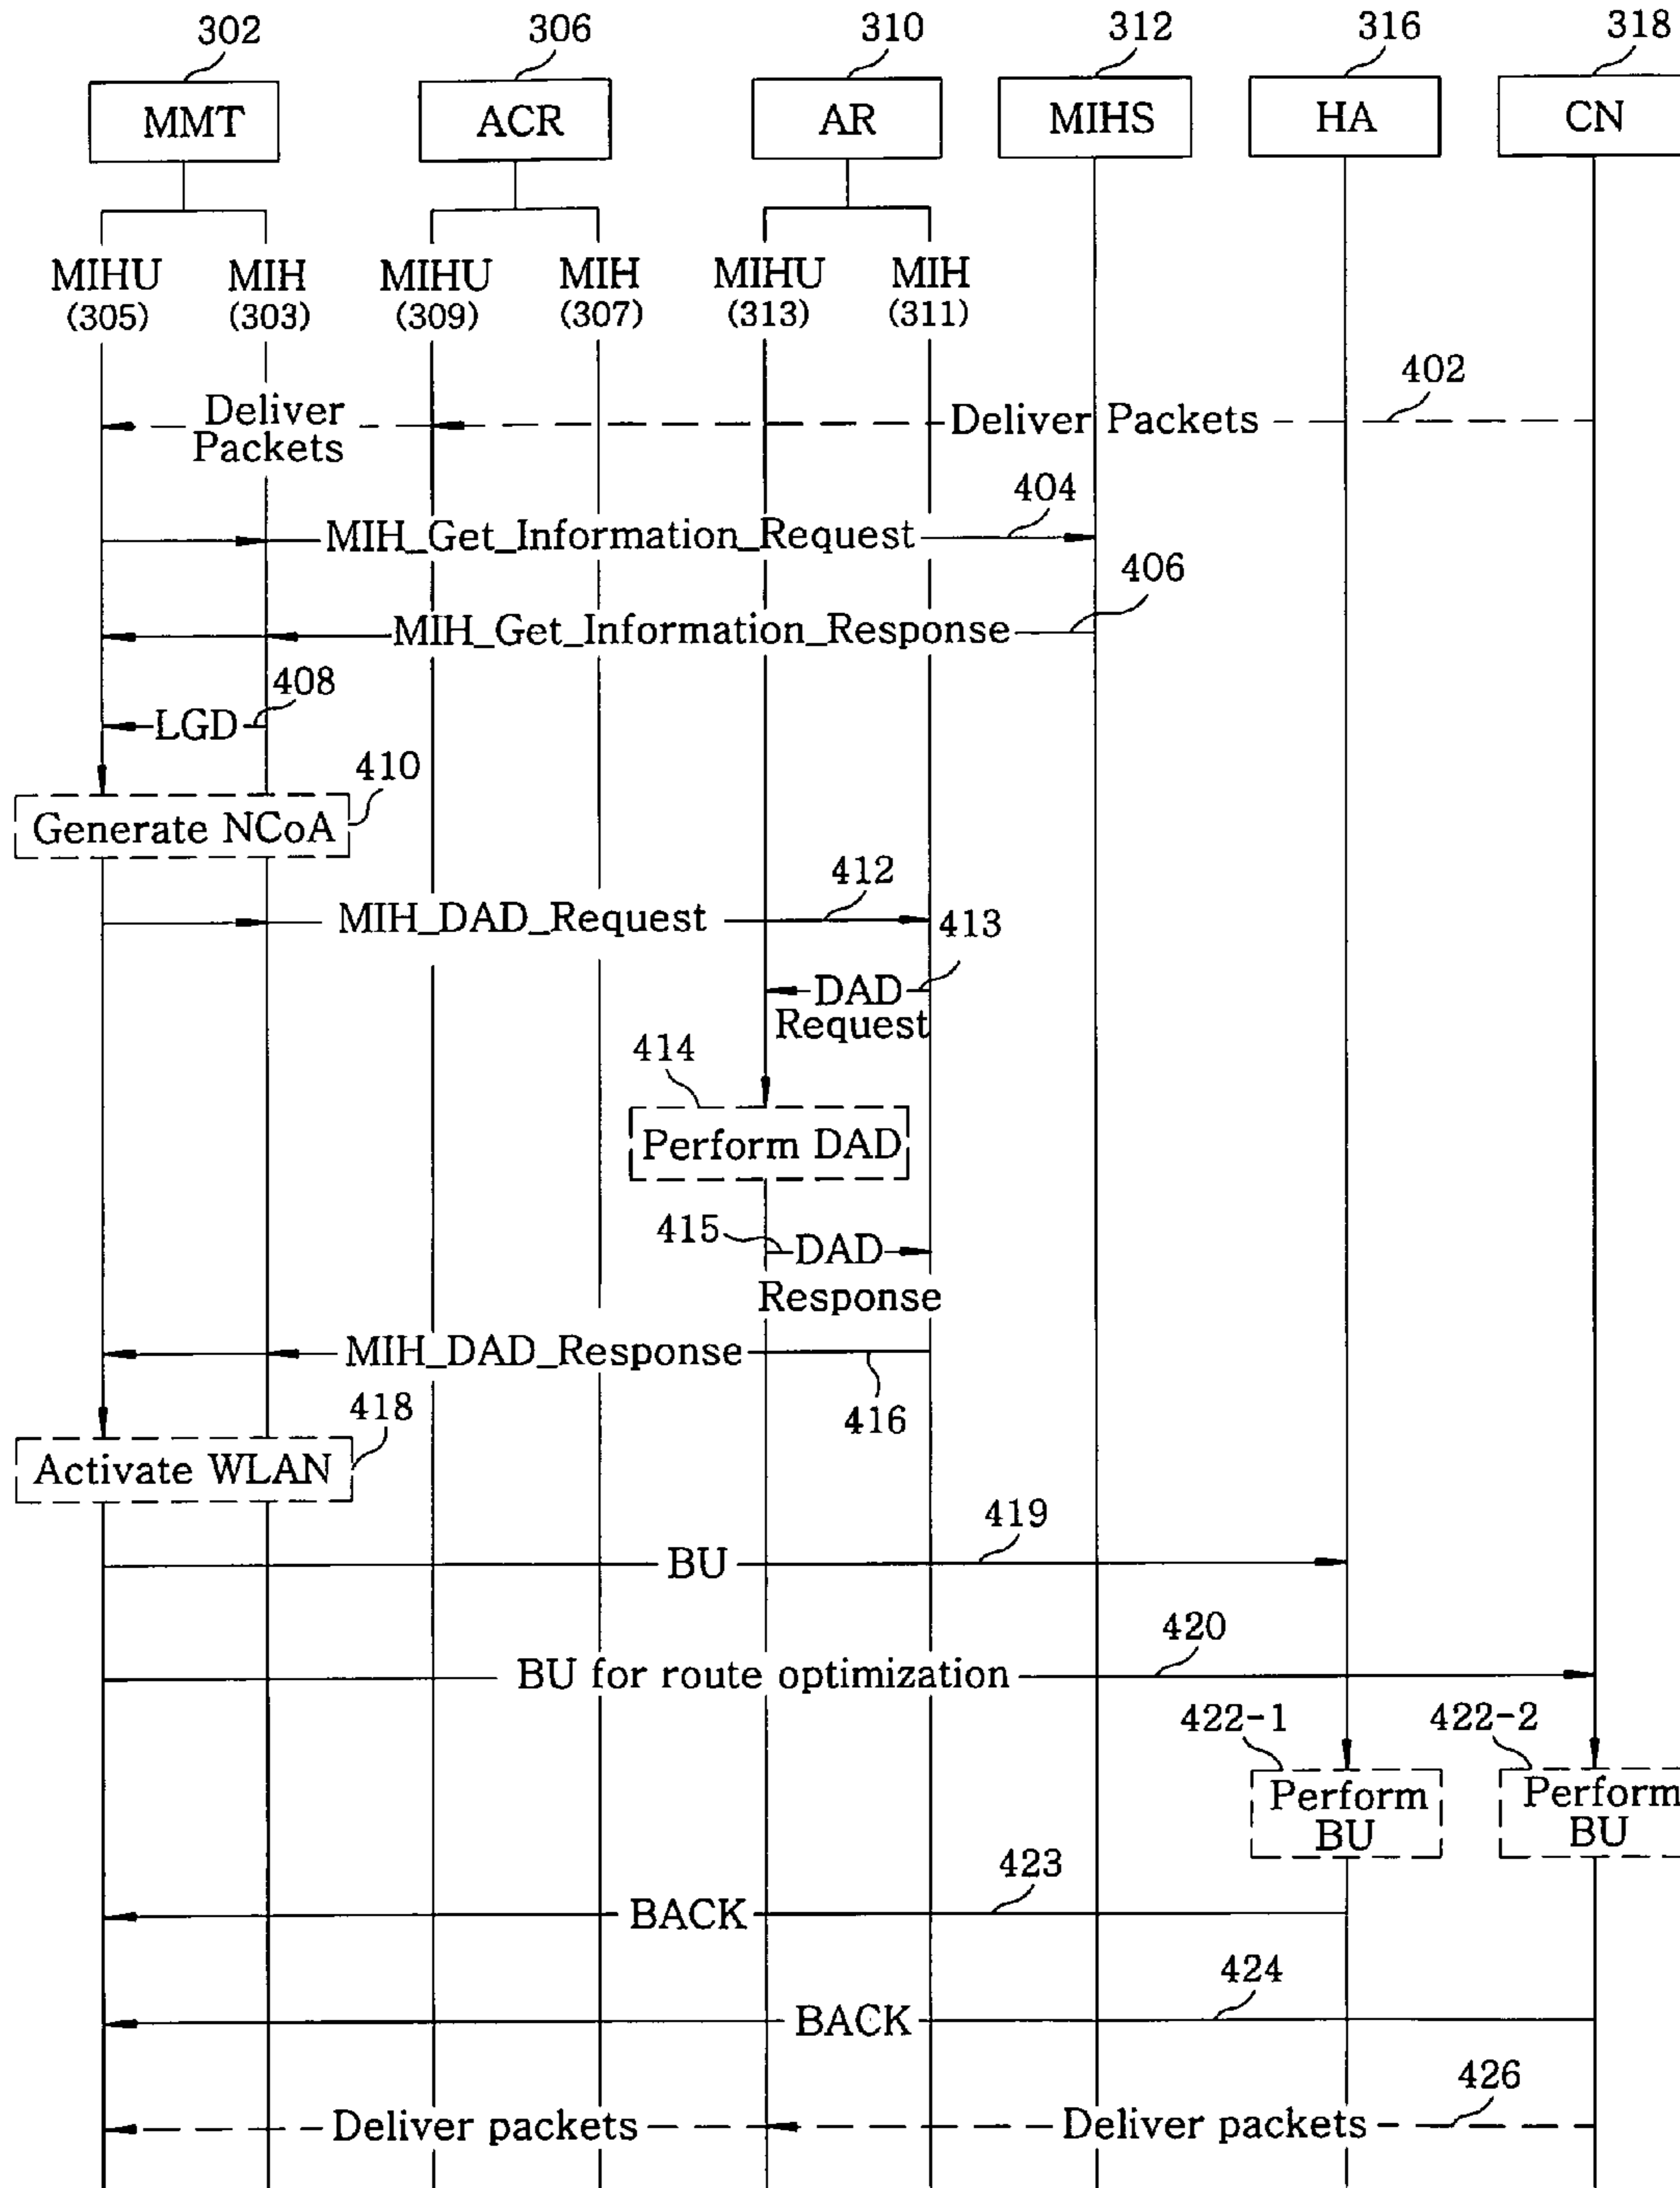 302
306
310
312
316
318
MMT
ACR
AR
MIHS
HA
CN
MIHU
MIH
MIHU
MIH
MIHU
MIH
(305)
(303)
(309)
(307)
(313)
(311)
402
Deliver
Packets
Deliver Packets
404
MIH_Get_Information_Request
406
MIH_Get_Information_Response
408
LGD
410
Generate NCoA
412
MIH_DAD_Request
413
DAD
Request
414
Perform DAD
415
DAD
Response
MIH_DAD_Response
416
418
Activate WLAN
419
BU
420
BU for route optimization
422-1
422-2
Perform
BU
Perform
BU
423
BACK
424
BACK
426
Deliver packets
Deliver packets